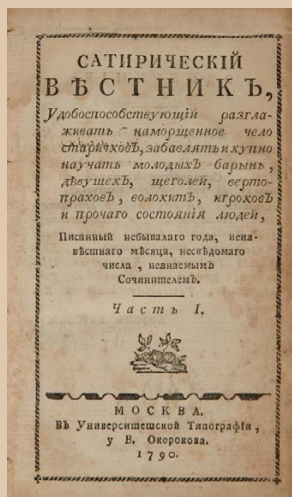 САТИРИЧЕСКІЙ
ВѢСТНИКЪ,
Удобоспособствующій разгла-
живать наморщенное чело
старичковъ, забавлять и купно
научать молодыхъ барынь,
дѣвушекъ, щеголей, верто-
праховъ, волокитъ, игроковъ
и прочаго состоянія людей,
Писанный небывалаго года, неиз-
вѣстнаго мѣсяца, несвѣдомаго
числа, незнаемымъ
Сочинителемъ.
Часть I.
МОСКВА.
Въ Университетской Типографіи,
у В. Окорокова.
1790.